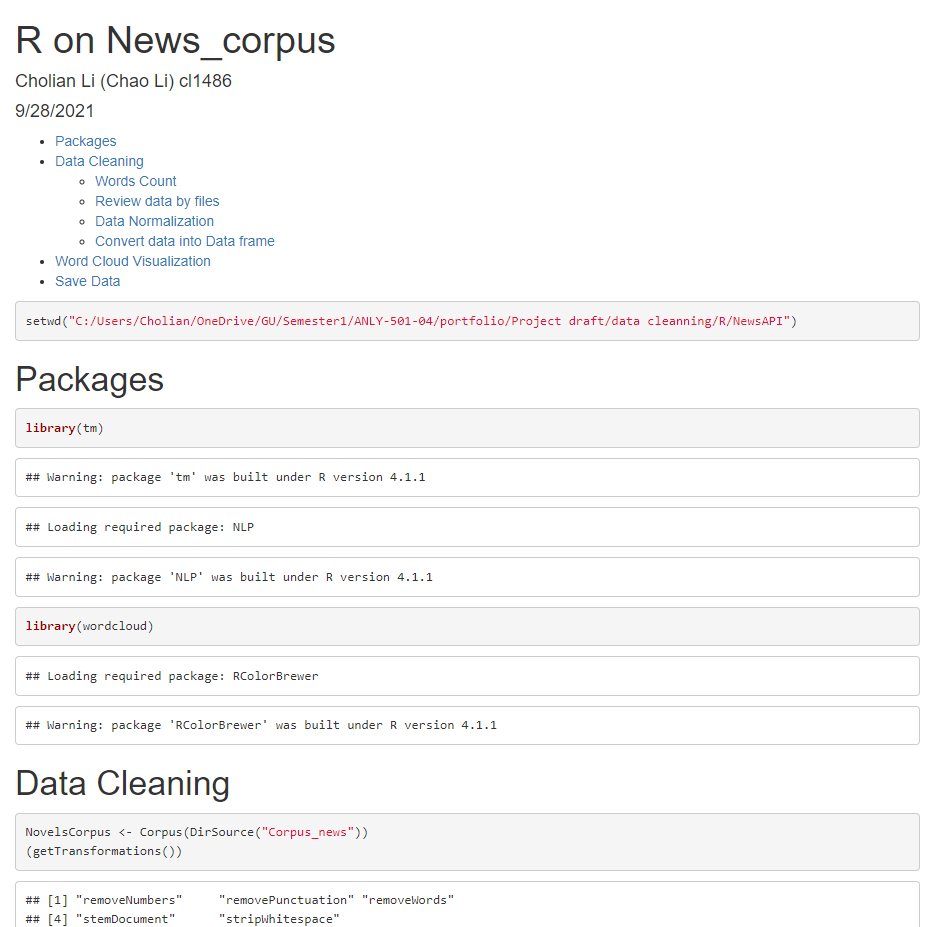 R on News_corpus
Cholian Li (Chao Li) cl1486
9/28/2021
Packages
Data Cleaning
Words Count
Review data by files
Data Normalization
Convert data into Data frame
Word Cloud Visualization
Save Data
setwd("C:/Users/Cholian/OneDrive/GU/Semester1/ANLY-501-04/portfolio/Project draft/data cleanning/R/NewsAPI")
Packages
library(tm)
## Warning: package 'tm' was built under R version 4.1.1
## Loading required package: NLP
## Warning: package 'NLP' was built under R version 4.1.1
library(wordcloud)
## Loading required package: RColorBrewer
## Warning: package 'RColorBrewer' was built under R version 4.1.1
Data Cleaning
NovelsCorpus <- Corpus(DirSource("Corpus_news"))
(getTransformations())
## [1] "removeNumbers"     "removePunctuation" "removeWords"
## [4] "stemDocument"      "stripWhitespace"